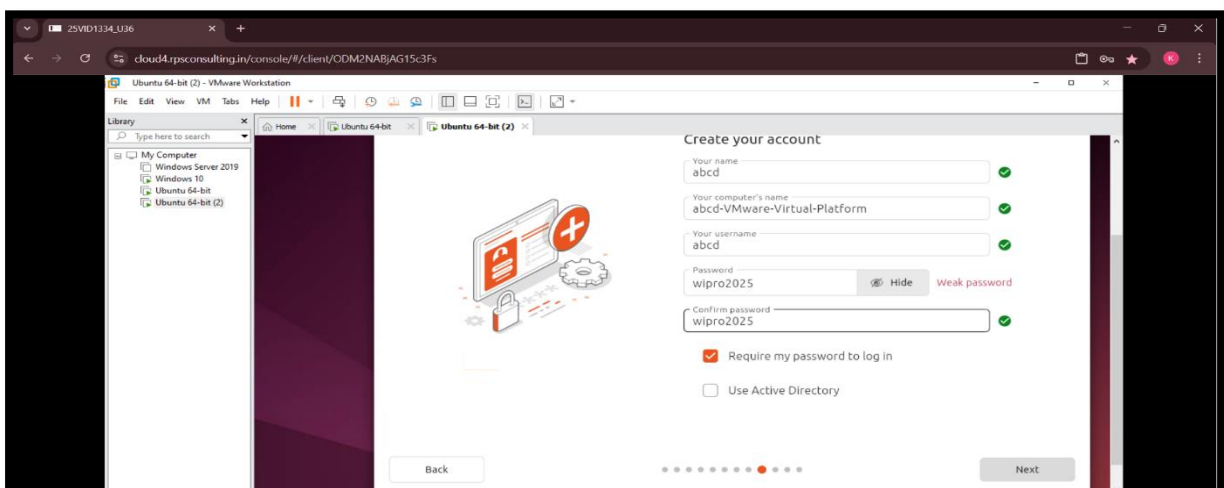 25VID1334_U36
cloud4.rpsconsulting.in/console/#/client/ODM2NABjAG15c3Fs
K
Ubuntu 64-bit (2) - VMware Workstation
File Edit View VM Tabs Help
Library
Type here to search
Home
Ubuntu 64-bit
Ubuntu 64-bit (2)
My Computer
Windows Server 2019
Windows 10
Ubuntu 64-bit
Ubuntu 64-bit (2)
Create your account
Your name
abcd
Your computer's name
abcd-VMware-Virtual-Platform
Your username
abcd
Password
wipro2025
Hide
Weak password
Confirm password
wipro2025
Require my password to log in
Use Active Directory
Back
Next